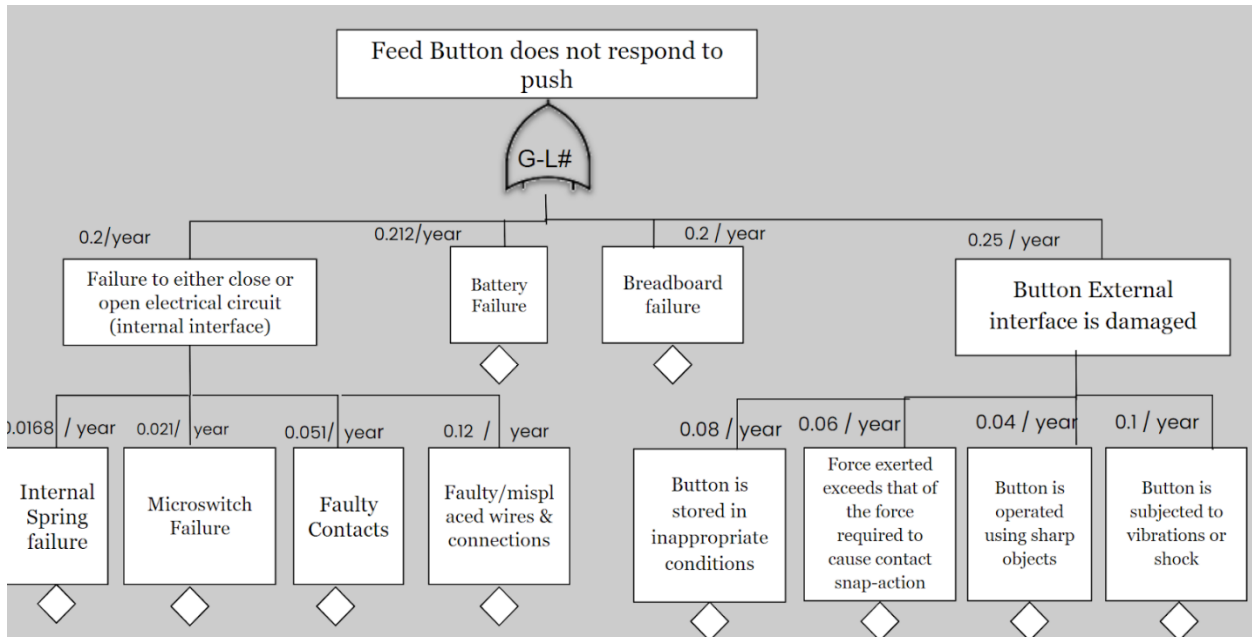 Feed Button does not respond to
push
G-L#
0.2/year
0.212/year
0.2 / year
0.25 / year
Failure to either close or
open electrical circuit
(internal interface)
Battery
Failure
Breadboard
failure
Button External
interface is damaged
0.0168 / year
0.021/ year
0.051/ year
0.12 / year
0.08 / year
0.06 / year
0.04 / year
0.1 / year
Internal
Spring
failure
Microswitch
Failure
Faulty
Contacts
Faulty/mispl
aced wires &
connections
Button is
stored in
inappropriate
conditions
Force exerted
exceeds that of
the force
required to
cause contact
snap-action
Button is
operated
using sharp
objects
Button is
subjected to
vibrations or
shock